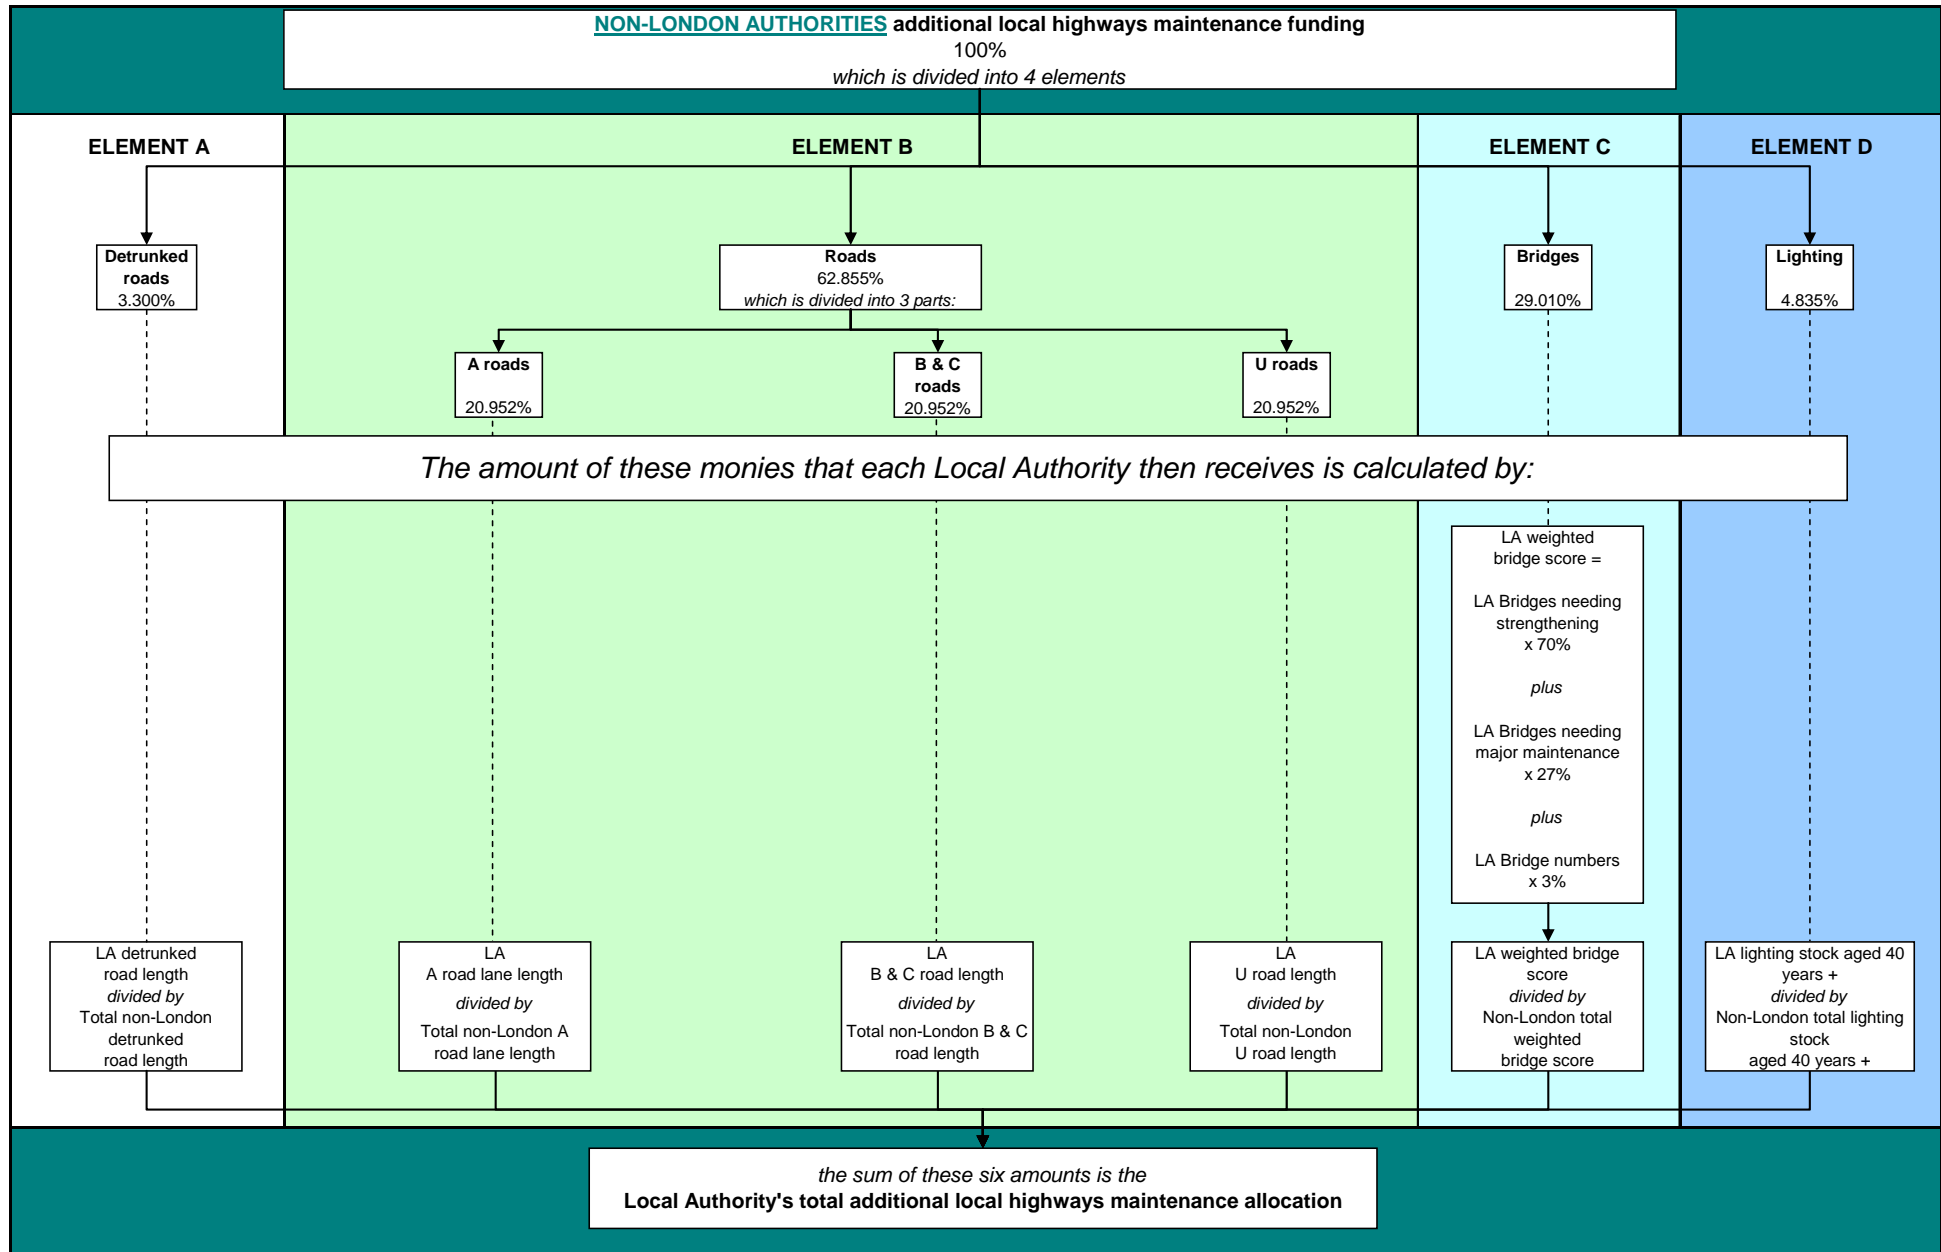 NON-LONDON AUTHORITIES additional local highways maintenance funding
100%
which is divided into 4 elements
ELEMENT A
ELEMENT B
ELEMENT C
ELEMENT D
Detrunked
roads
3.300%
Roads
62.855%
which is divided into 3 parts:
Bridges
29.010%
Lighting
4.835%
A roads
20.952%
B & C
roads
20.952%
U roads
20.952%
The amount of these monies that each Local Authority then receives is calculated by:
LA weighted
bridge score =
LA Bridges needing
strengthening
x 70%
plus
LA Bridges needing
major maintenance
x 27%
plus
LA Bridge numbers
x 3%
LA detrunked
road length
divided by
Total non-London
detrunked
road length
LA
A road lane length
divided by
Total non-London A
road lane length
LA
B & C road length
divided by
Total non-London B & C
road length
LA
U road length
divided by
Total non-London
U road length
LA weighted bridge
score
divided by
Non-London total
weighted
bridge score
LA lighting stock aged 40
years +
divided by
Non-London total lighting
stock
aged 40 years +
the sum of these six amounts is the
Local Authority's total additional local highways maintenance allocation